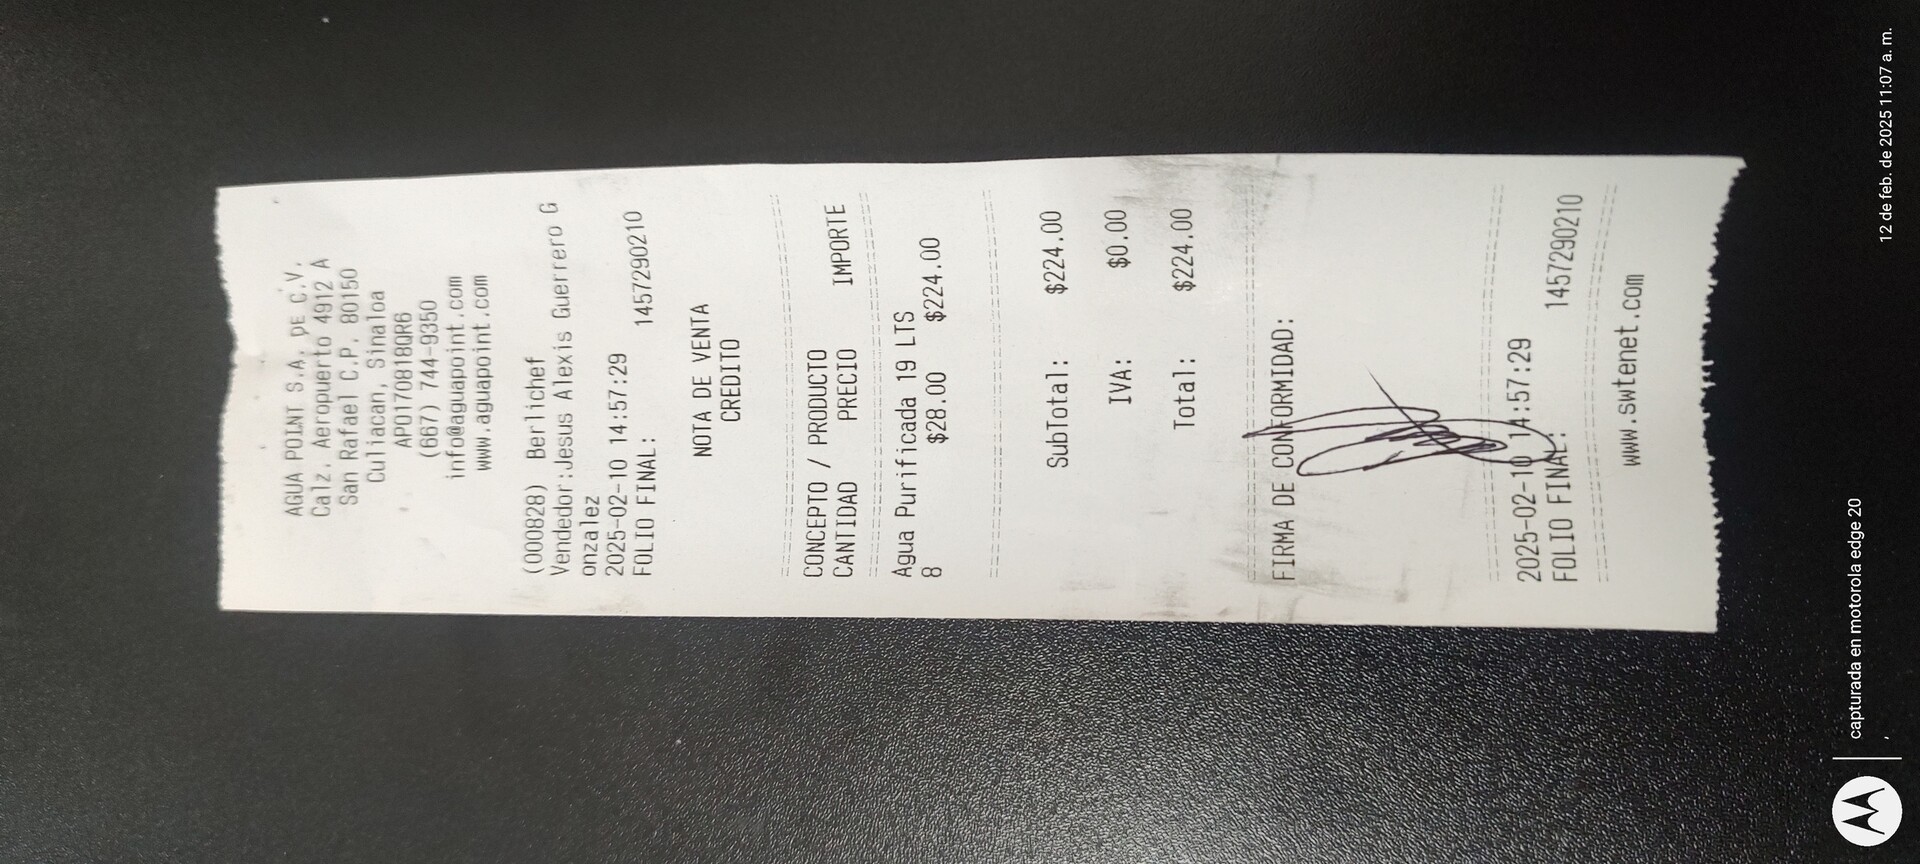 AGUA POINT S.A. DE C.V.
Calz. Aeropuerto 4912 A
San Rafael C.P. 80150
Culiacan, Sinaloa
APO170818QR6
(667) 744-9350
info@aguapoint.com
www.aguapoint.com
(000828) Berlichef
Vendedor:Jesus Alexis Guerrero G
onzalez
2025-02-10 14:57:29
FOLIO FINAL: 1457290210
NOTA DE VENTA
CREDITO
CONCEPTO / PRODUCTO
CANTIDAD PRECIO IMPORTE
Agua Purificada 19 LTS
8 $28.00 $224.00
SubTotal: $224.00
IVA: $0.00
Total: $224.00
FIRMA DE CONFORMIDAD:
2025-02-10 14:57:29
FOLIO FINAL: 1457290210
www.swtenet.com
capturada en motorola edge 20
12 de feb. de 2025 11:07 a. m.